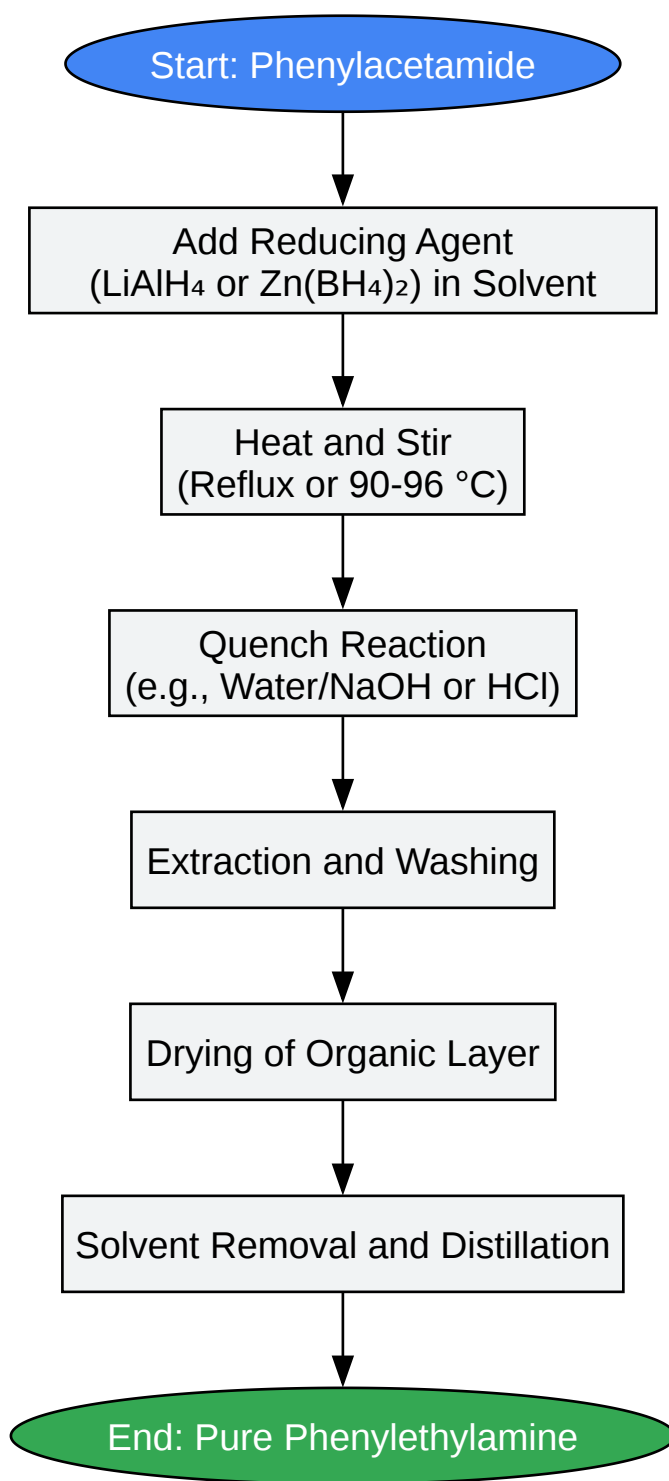 Start: Phenylacetamide
Add Reducing Agent
(LiAlH₄ or Zn(BH₄)₂) in Solvent
Heat and Stir
(Reflux or 90-96 °C)
Quench Reaction
(e.g., Water/NaOH or HCl)
Extraction and Washing
Drying of Organic Layer
Solvent Removal and Distillation
End: Pure Phenylethylamine